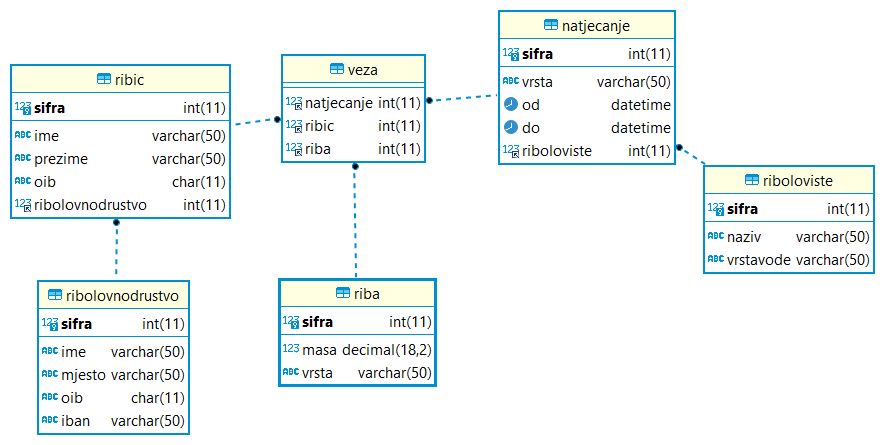 ribic
sifra int(11)
ime varchar(50)
prezime varchar(50)
oib char(11)
ribolovnodrustvo int(11)
veza
natjecanje int(11)
ribic int(11)
riba int(11)
natjecanje
sifra int(11)
vrsta varchar(50)
od datetime
do datetime
riboloviste int(11)
riboloviste
sifra int(11)
naziv varchar(50)
vrstavode varchar(50)
ribolovnodrustvo
sifra int(11)
ime varchar(50)
mjesto varchar(50)
oib char(11)
iban varchar(50)
riba
sifra int(11)
masa decimal(18,2)
vrsta varchar(50)